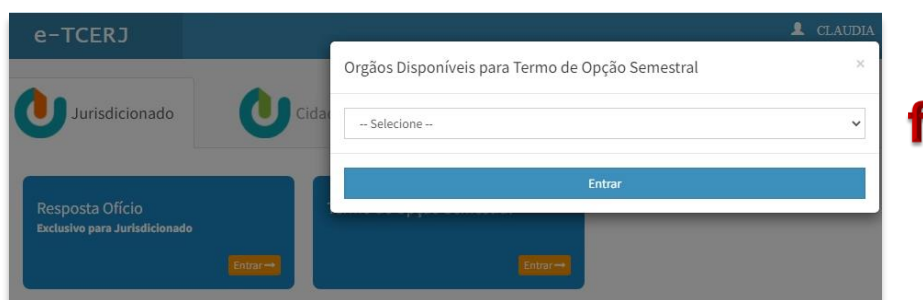 e-TCERJ
CLAUDIA
Orgãos Disponíveis para Termo de Opção Semestral
×
Jurisdicionado
-- Selecione --
Entrar
Resposta Ofício
Exclusivo para Jurisdicionado
Entrar
Entrar